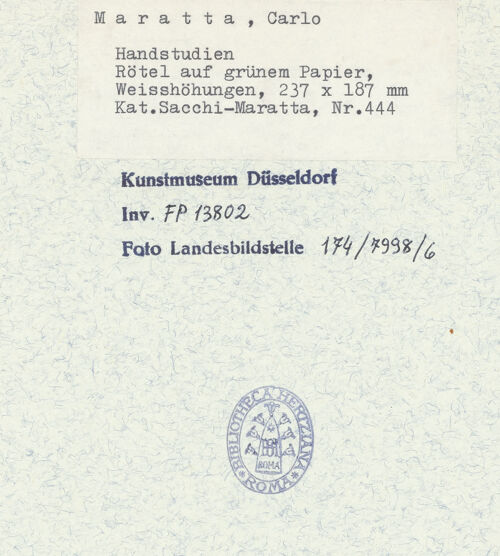 Maratta, Carlo
Handstudien
Rötel auf grünem Papier,
Weisshöhungen, 237 x 187 mm
Kat.Sacchi-Maratta, Nr.444
Kunstmuseum Düsseldorf
Inv. FP 13802
Foto Landesbildstelle 174/7998/6
BIBLIOTHECA HERTZIANA
ROMA
ROMA